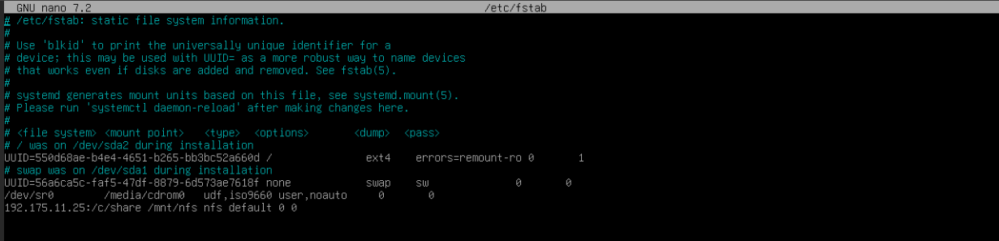 GNU nano 7.2 /etc/fstab
# /etc/fstab: static file system information.
#
# Use 'blkid' to print the universally unique identifier for a
# device; this may be used with UUID= as a more robust way to name devices
# that works even if disks are added and removed. See fstab(5).
#
# systemd generates mount units based on this file, see systemd.mount(5).
# Please run 'systemctl daemon-reload' after making changes here.
#
# <file system> <mount point>   <type>  <options>       <dump>  <pass>
# / was on /dev/sda2 during installation
UUID=550d68ae-b4e4-4651-b265-bb3bc52a660d /               ext4    errors=remount-ro 0       1
# swap was on /dev/sda1 during installation
UUID=56a6ca5c-faf5-47df-8879-6d573ae7618f none            swap    sw              0       0
/dev/sr0        /media/cdrom0   udf,iso9660 user,noauto     0       0
192.175.11.25:/c/share /mnt/nfs nfs default 0 0